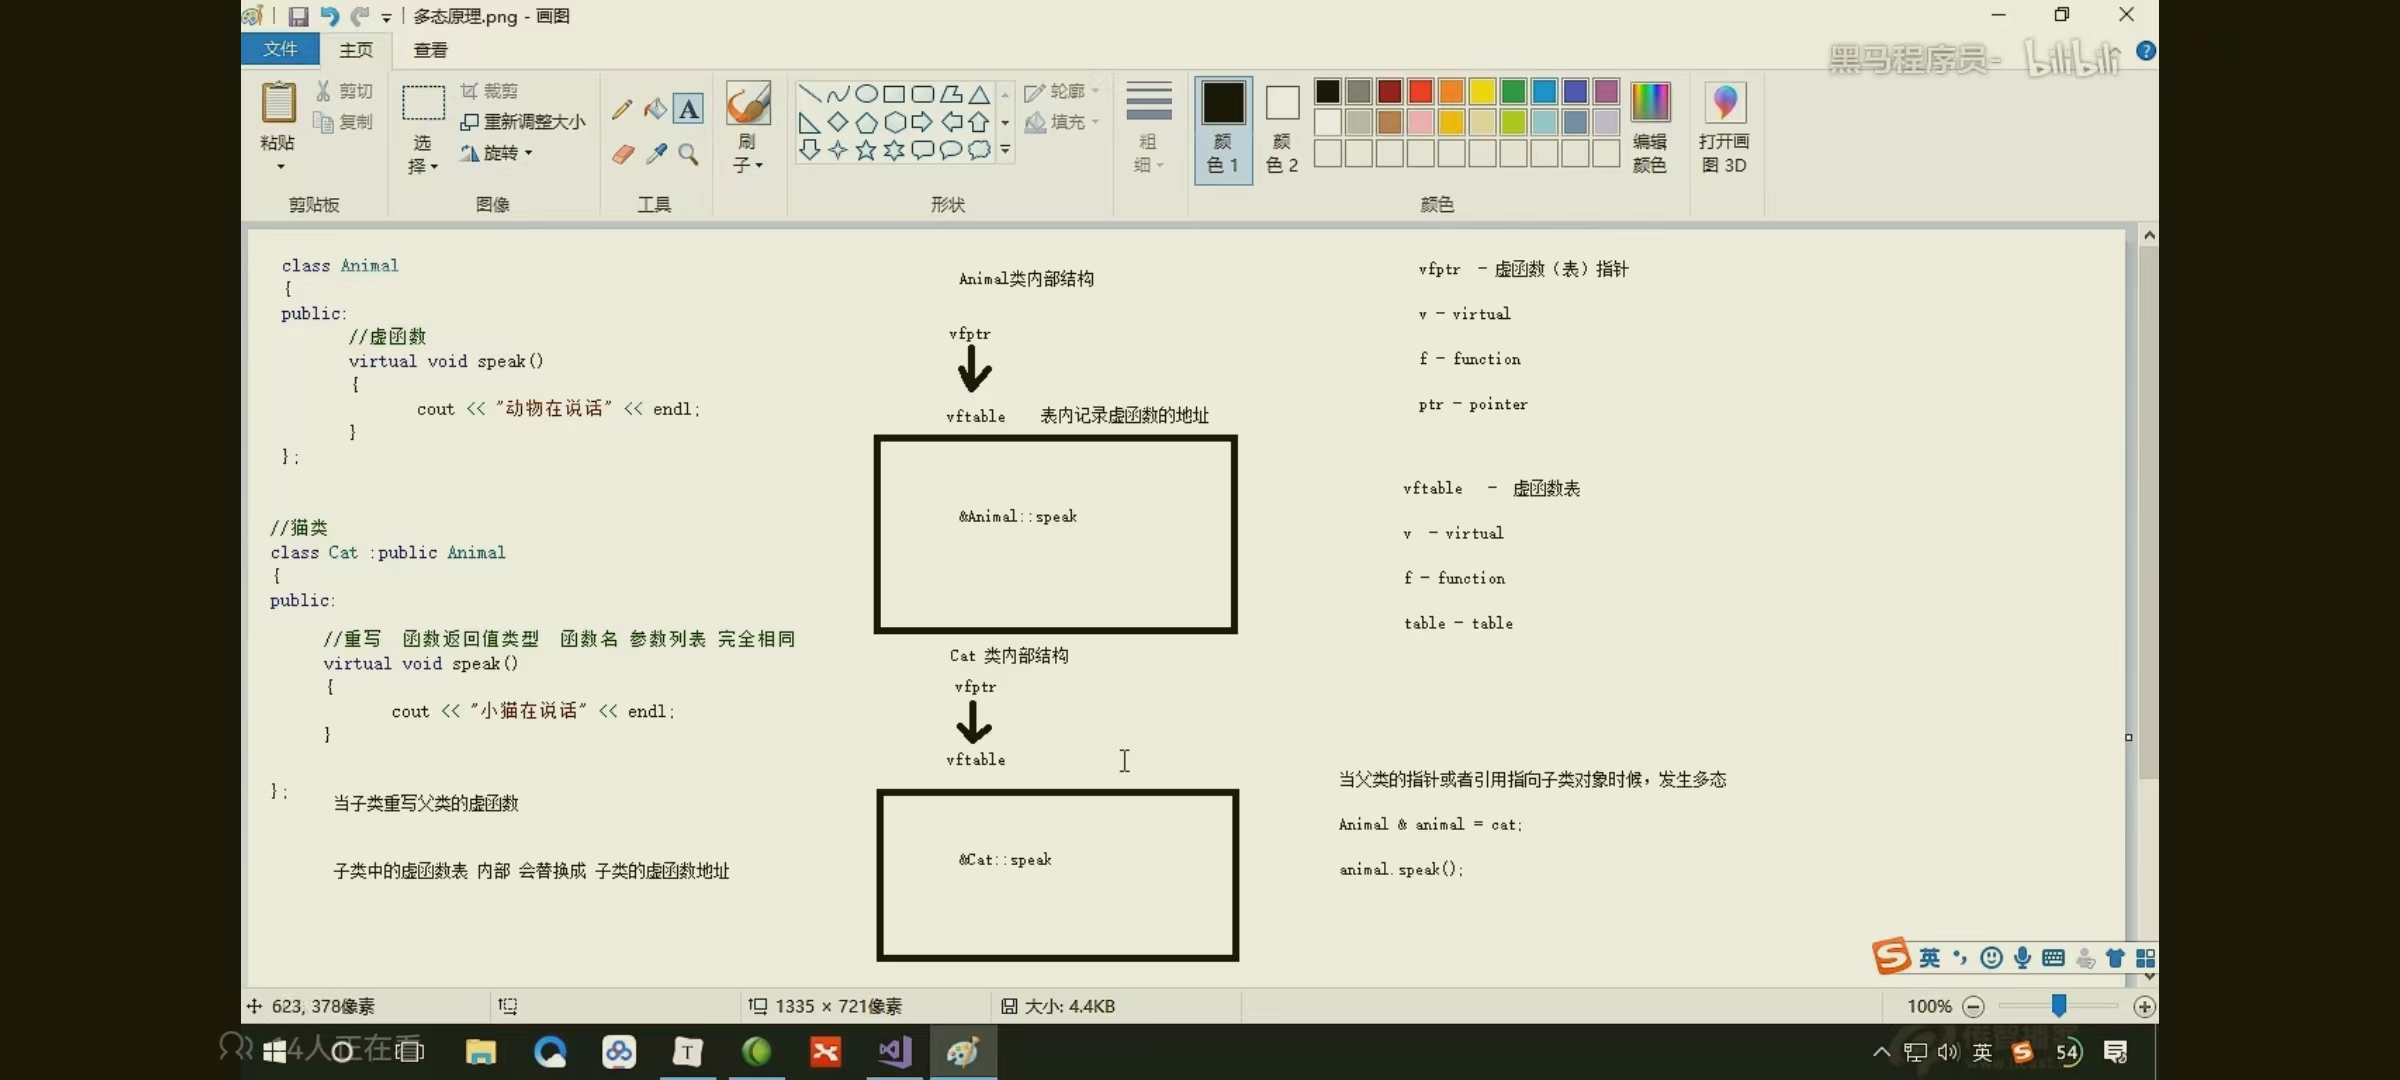 多态原理.png - 画图
文件 主页 查看
黑马程序员- bilibili
粘贴 剪切 复制 剪贴板
选择 裁剪 重新调整大小 旋转 图像
A 工具
刷子
轮廓 填充 形状
粗细
颜色 1 颜色 2 编辑颜色 颜色
打开画图 3D
class Animal
{
public:
//虚函数
virtual void speak()
{
cout << "动物在说话" << endl;
}
};
//猫类
class Cat :public Animal
{
public:
//重写 函数返回值类型 函数名 参数列表 完全相同
virtual void speak()
{
cout << "小猫在说话" << endl;
}
};
当子类重写父类的虚函数
子类中的虚函数表 内部 会替换成 子类的虚函数地址
Animal类内部结构
vfptr
vftable 表内记录虚函数的地址
&Animal::speak
Cat 类内部结构
vfptr
vftable
&Cat::speak
vfptr - 虚函数（表）指针
v - virtual
f - function
ptr - pointer
vftable - 虚函数表
v - virtual
f - function
table - table
当父类的指针或者引用指向子类对象时候，发生多态
Animal & animal = cat;
animal.speak();
英
623, 378像素
1335 × 721像素
大小: 4.4KB
100%
4人正在看
T
英
54